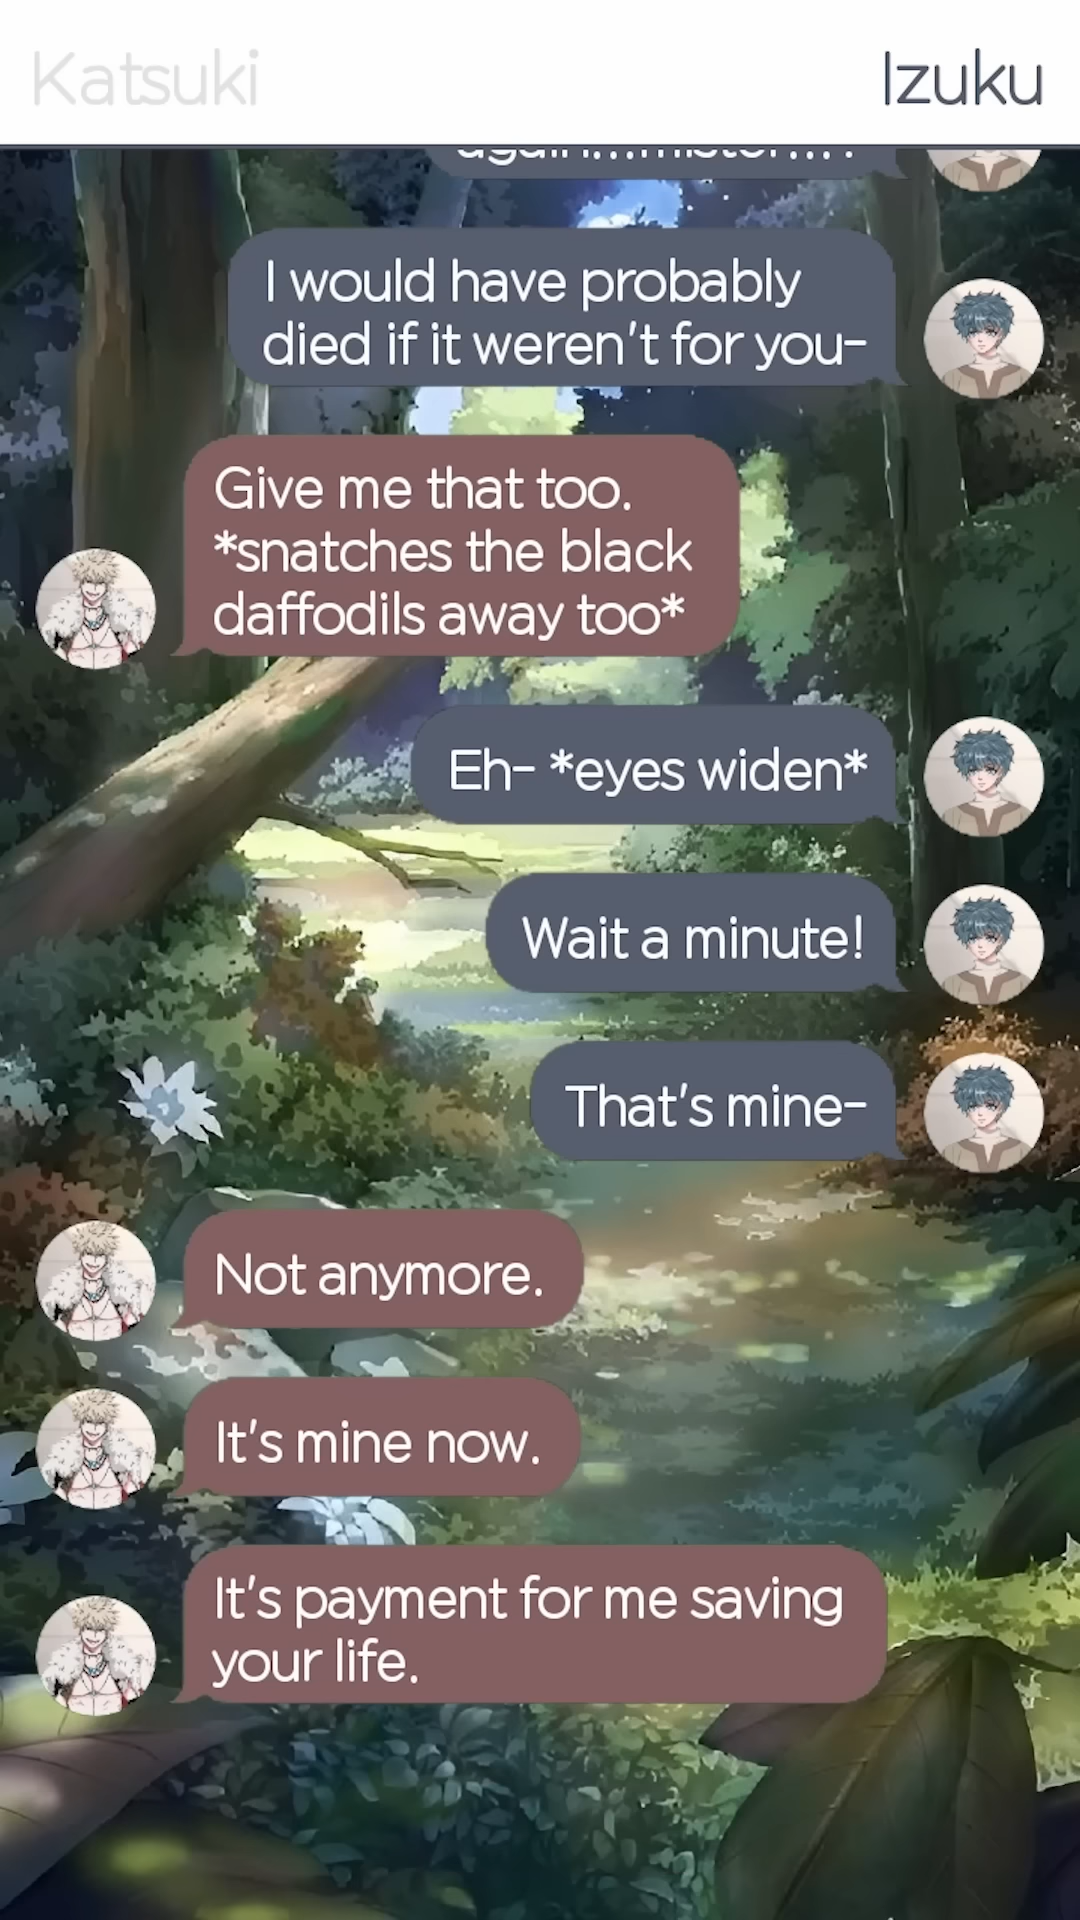 Katsuki
Izuku
again...mister....
I would have probably
died if it weren't for you-
Give me that too.
*snatches the black
daffodils away too*
Eh- *eyes widen*
Wait a minute!
That's mine-
Not anymore.
It's mine now.
It's payment for me saving
your life.